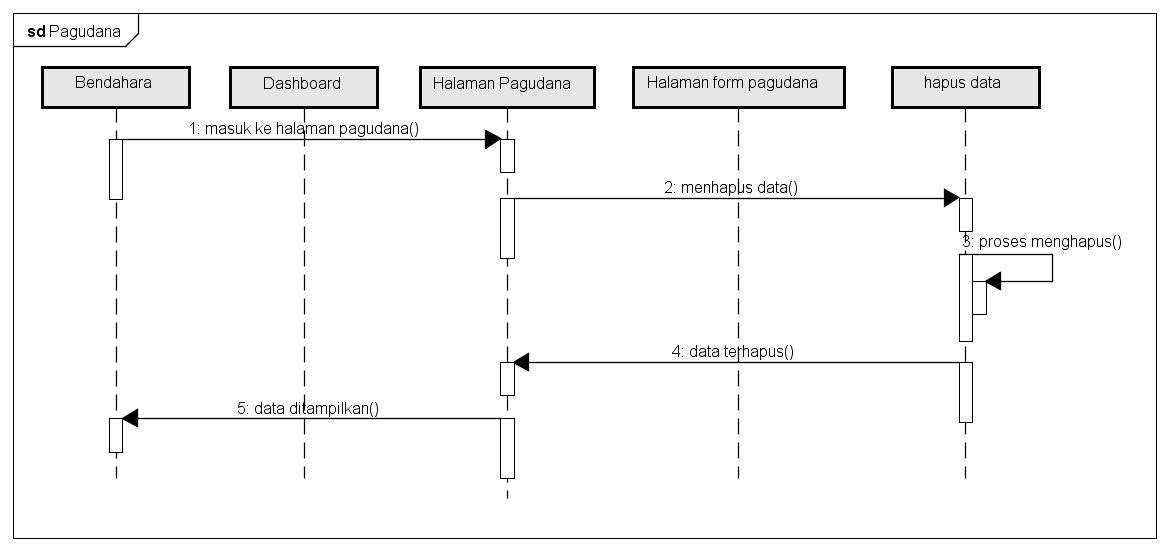 sd Pagudana
Bendahara
Dashboard
Halaman Pagudana
Halaman form pagudana
hapus data
1: masuk ke halaman pagudana()
2: menhapus data()
3: proses menghapus()
4: data terhapus()
5: data ditampilkan()